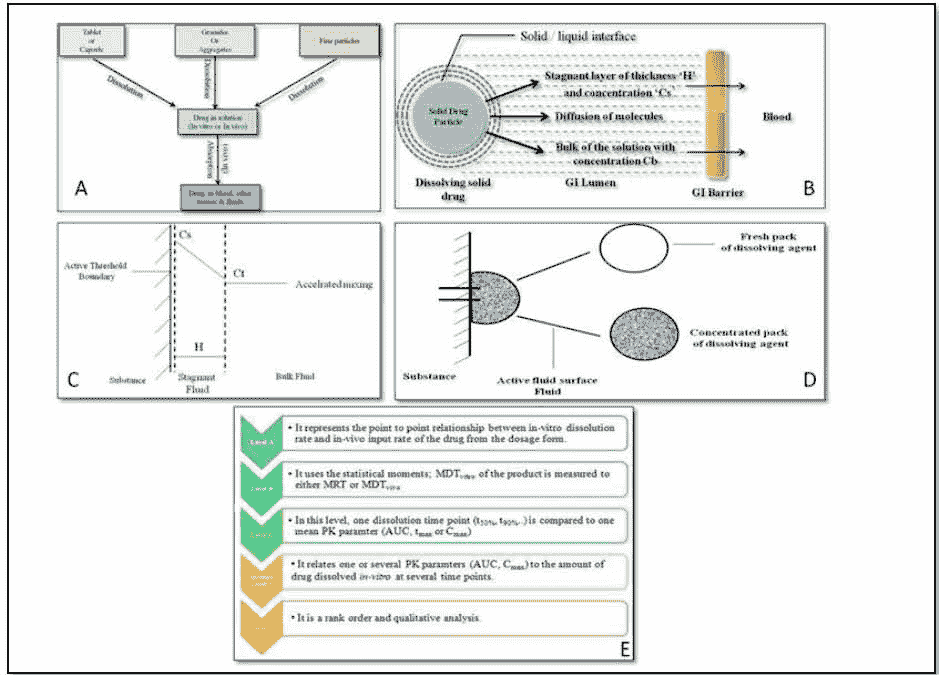 Tablet
or
Capsule
Granules
Or
Aggregates
Fine particles
Dissolution
Dissolution
Dissolution
Drug in solution
(In vitro or In vivo)
Absorption
Drug in blood, other
tissues & fluids
A
Solid / liquid interface
Stagnant layer of thickness 'H'
and concentration 'Cs'
Solid Drug
Particle
Diffusion of molecules
Blood
Bulk of the solution with
concentration Cb
Dissolving solid
drug
GI Lumen
GI Barrier
B
Cs
Active Threshold
Boundary
Ct
Accelrated mixing
H
C
Substance
Stagnant
Fluid
Bulk Fluid
Fresh pack
of dissolving agent
Concentrated pack
of dissolving agent
Substance
Active fluid surface
Fluid
D
• It represents the point to point relationship between in-vitro dissolution
rate and in-vivo input rate of the drug from the dosage form.
• It uses the statistical moments; MDTvitro of the product is measured to
either MRT or MDTvivo
• In this level, one dissolution time point (t50%, t90%..) is compared to one
mean PK paramter (AUC, tmax or Cmax)
• It relates one or several PK paramters (AUC, Cmax) to the amount of
drug dissolved in-vitro at several time points.
• It is a rank order and qualitative analysis.
E